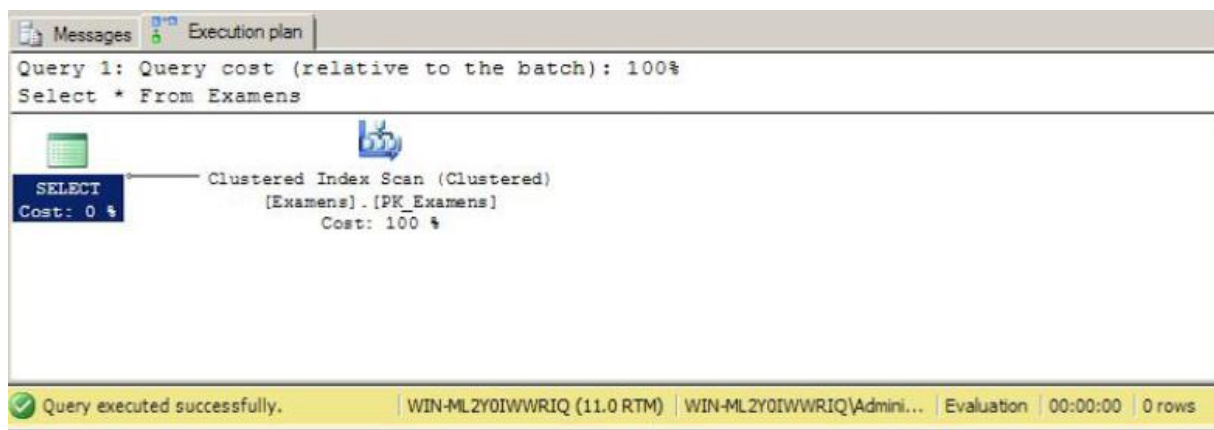 Messages Execution plan
Query 1: Query cost (relative to the batch): 100%
Select * From Examens
SELECT
Cost: 0 %
Clustered Index Scan (Clustered)
[Examens].[PK_Examens]
Cost: 100 %
Query executed successfully. WIN-ML2Y0IWWRIQ (11.0 RTM) WIN-ML2Y0IWWRIQ\Admini... Evaluation 00:00:00 0 rows